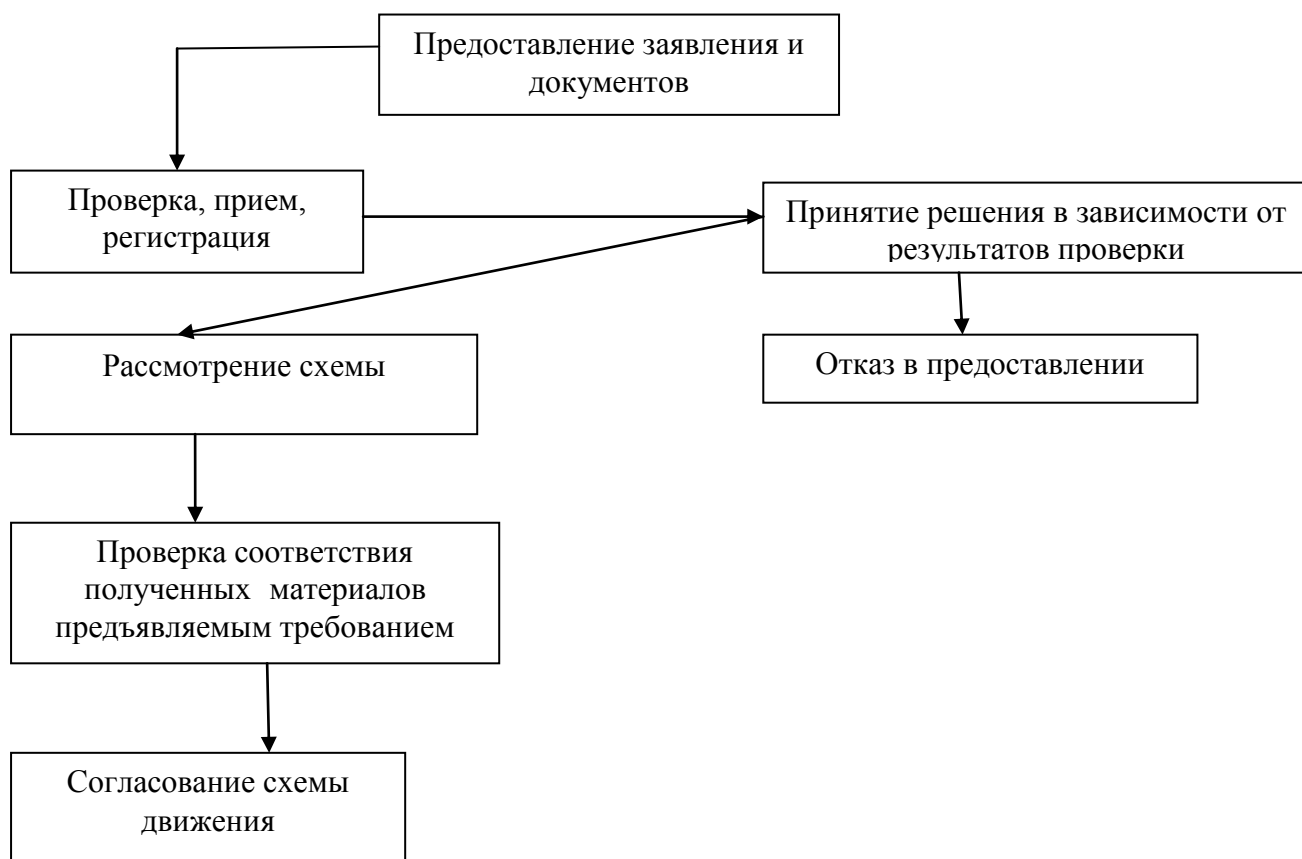 Предоставление заявления и
документов
Проверка, прием,
регистрация
Принятие решения в зависимости от
результатов проверки
Рассмотрение схемы
Отказ в предоставлении
Проверка соответствия
полученных материалов
предъявляемым требованием
Согласование схемы
движения